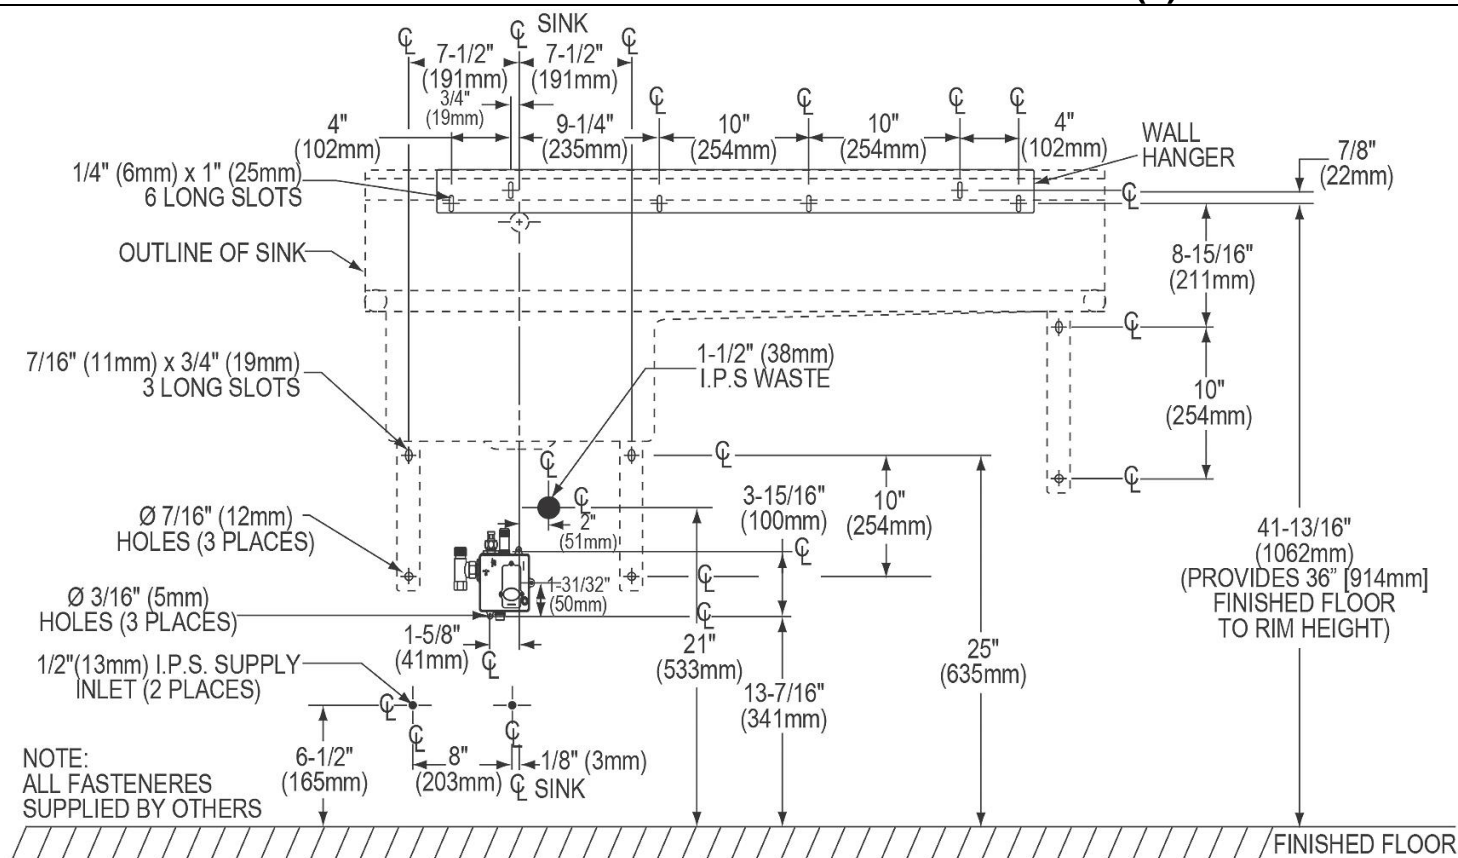 SINK
7-1/2"
(191mm)
7-1/2"
(191mm)
3/4"
(19mm)
4"
(102mm)
9-1/4"
(235mm)
10"
(254mm)
10"
(254mm)
4"
(102mm)
WALL
HANGER
7/8"
(22mm)
1/4" (6mm) x 1" (25mm)
6 LONG SLOTS
OUTLINE OF SINK
8-15/16"
(211mm)
7/16" (11mm) x 3/4" (19mm)
3 LONG SLOTS
1-1/2" (38mm)
I.P.S WASTE
10"
(254mm)
Ø 7/16" (12mm)
HOLES (3 PLACES)
2"
(51mm)
3-15/16"
(100mm)
10"
(254mm)
41-13/16"
(1062mm)
(PROVIDES 36” [914mm]
FINISHED FLOOR
TO RIM HEIGHT)
Ø 3/16" (5mm)
HOLES (3 PLACES)
1-31/32"
(50mm)
1-5/8"
(41mm)
21"
(533mm)
25"
(635mm)
1/2"(13mm) I.P.S. SUPPLY
INLET (2 PLACES)
13-7/16"
(341mm)
6-1/2"
(165mm)
8"
(203mm)
1/8" (3mm)
SINK
NOTE:
ALL FASTENERES
SUPPLIED BY OTHERS
FINISHED FLOOR